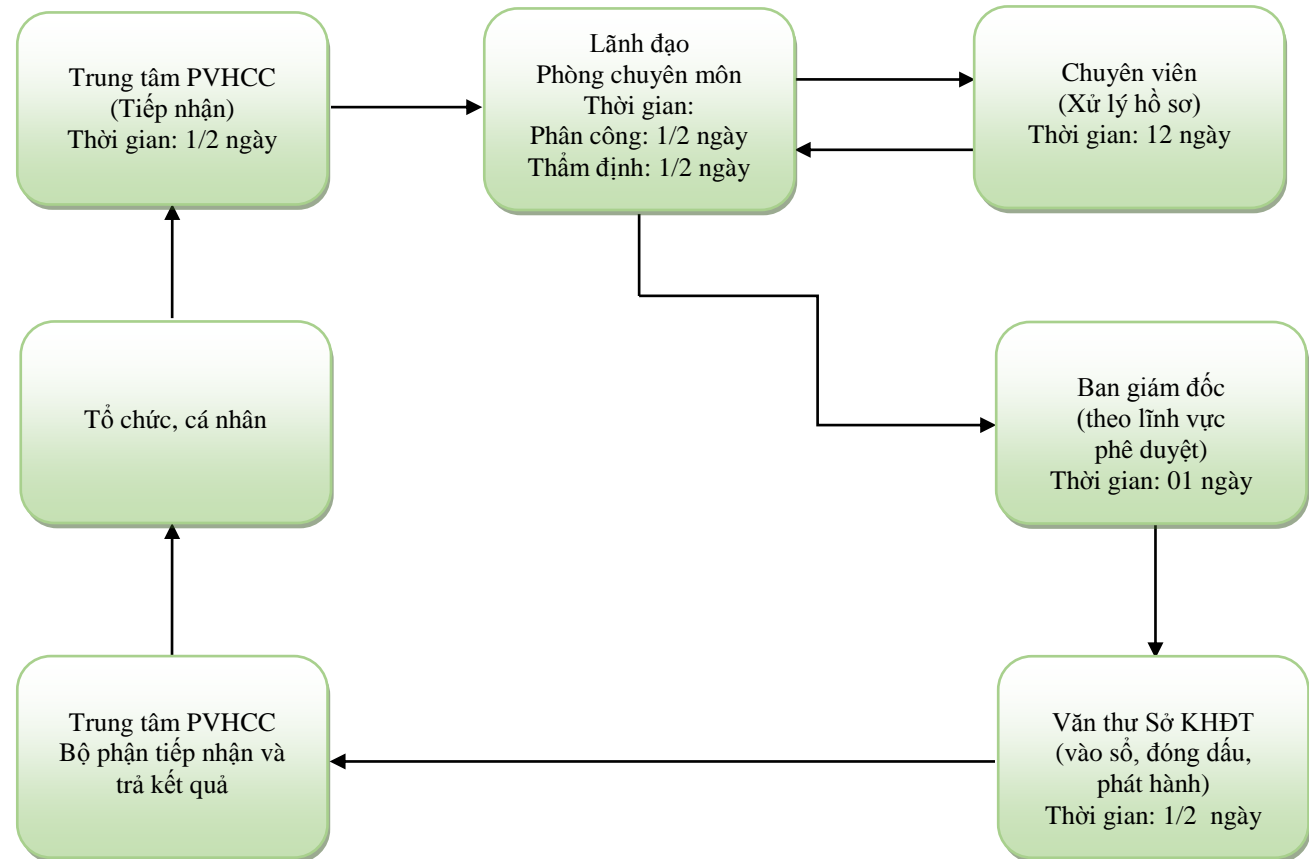 Trung tâm PVHCC
(Tiếp nhận)
Thời gian: 1/2 ngày
Lãnh đạo
Phòng chuyên môn
Thời gian:
Phân công: 1/2 ngày
Thẩm định: 1/2 ngày
Chuyên viên
(Xử lý hồ sơ)
Thời gian: 12 ngày
Tổ chức, cá nhân
Ban giám đốc
(theo lĩnh vực
phê duyệt)
Thời gian: 01 ngày
Trung tâm PVHCC
Bộ phận tiếp nhận và
trả kết quả
Văn thư Sở KHĐT
(vào sổ, đóng dấu,
phát hành)
Thời gian: 1/2 ngày